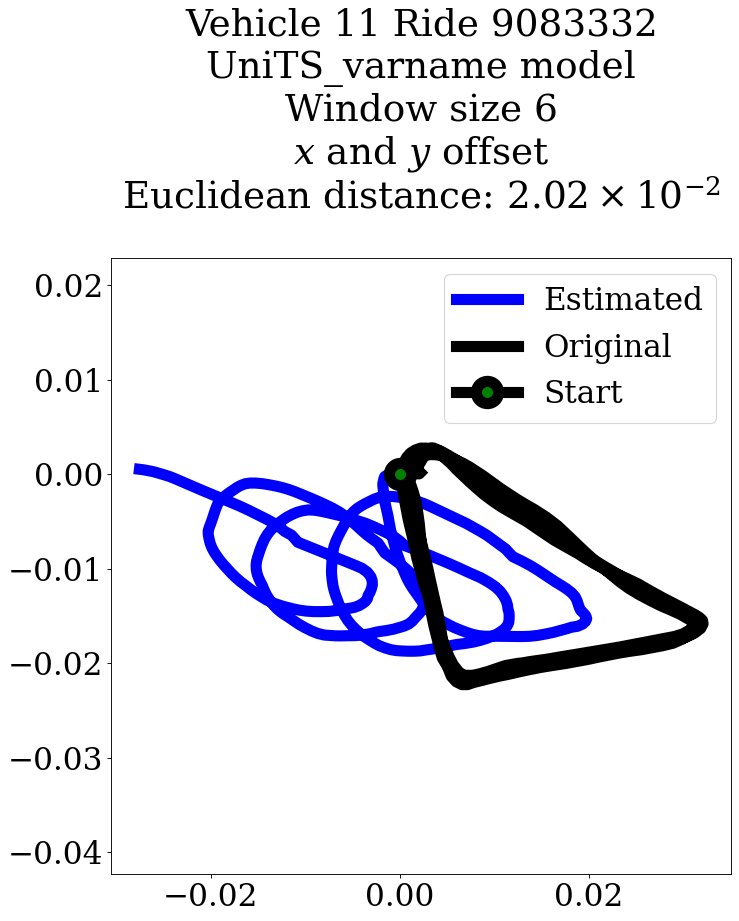 Vehicle 11 Ride 9083332
UniTS_varname model
Window size 6
x and y offset
Euclidean distance: 2.02 × 10⁻²
Estimated
Original
Start
0.02
0.01
0.00
−0.01
−0.02
−0.03
−0.04
−0.02 0.00 0.02